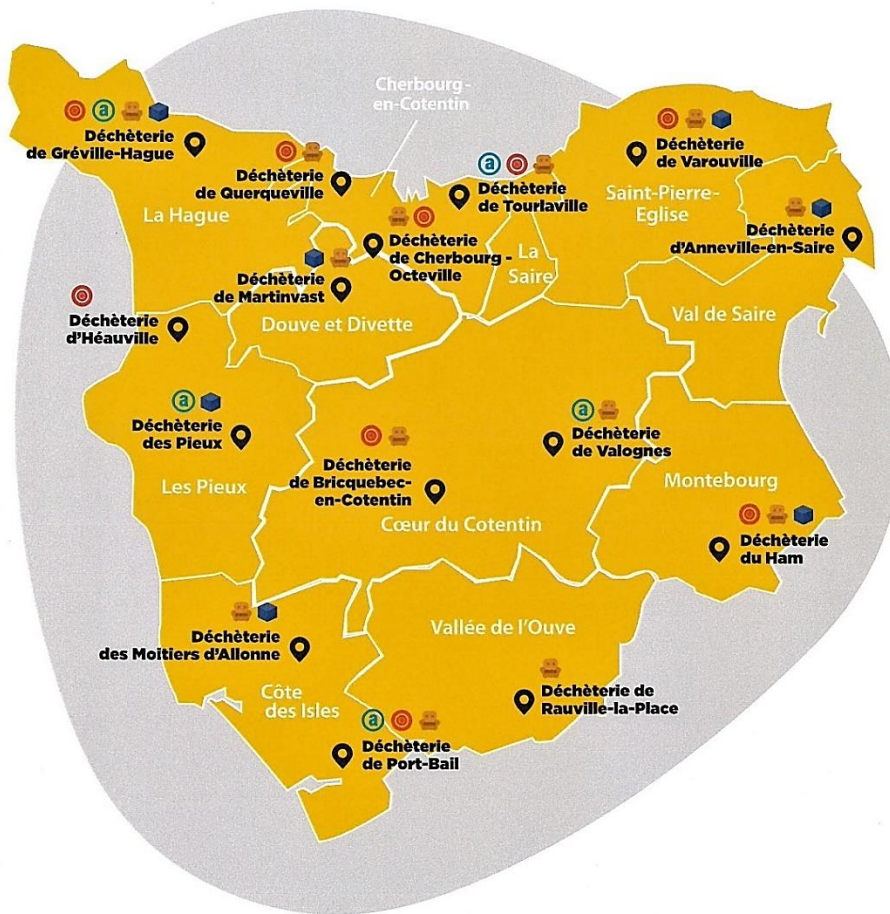 Cherbourg-
en-Cotentin
a
Déchèterie
de Gréville-Hague
Déchèterie
de Querqueville
a
Déchèterie
de Tourlaville
Déchèterie
de Varouville
La Hague
Saint-Pierre-
Eglise
Déchèterie
d'Anneville-en-Saire
Déchèterie
de Cherbourg -
Octeville
La
Saire
Déchèterie
de Martinvast
Déchèterie
d'Héauville
Douve et Divette
Val de Saire
a
Déchèterie
des Pieux
a
Déchèterie
de Valognes
Déchèterie
de Bricquebec-
en-Cotentin
Les Pieux
Montebourg
Cœur du Cotentin
Déchèterie
du Ham
Déchèterie
des Moitiers d'Allonne
Vallée de l'Ouve
Côte
des Isles
Déchèterie de
Rauville-la-Place
a
Déchèterie
de Port-Bail